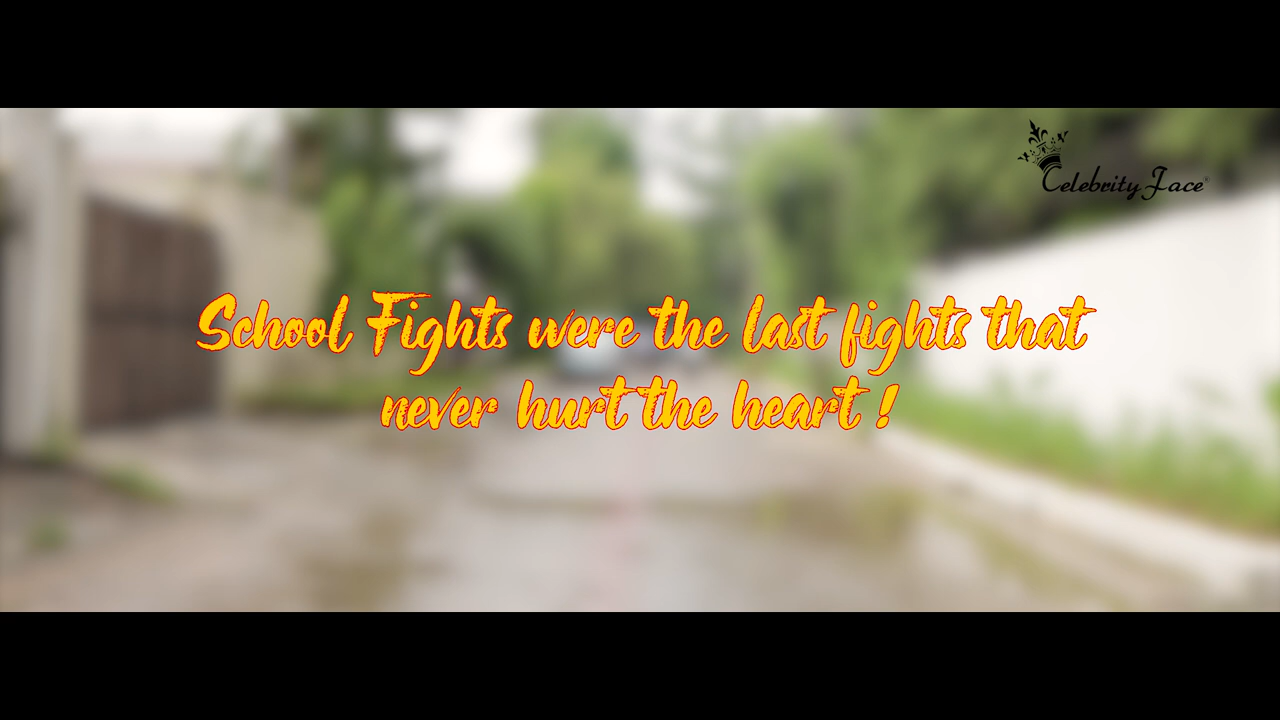 Celebrity Face
School Fights were the last fights that
never hurt the heart !